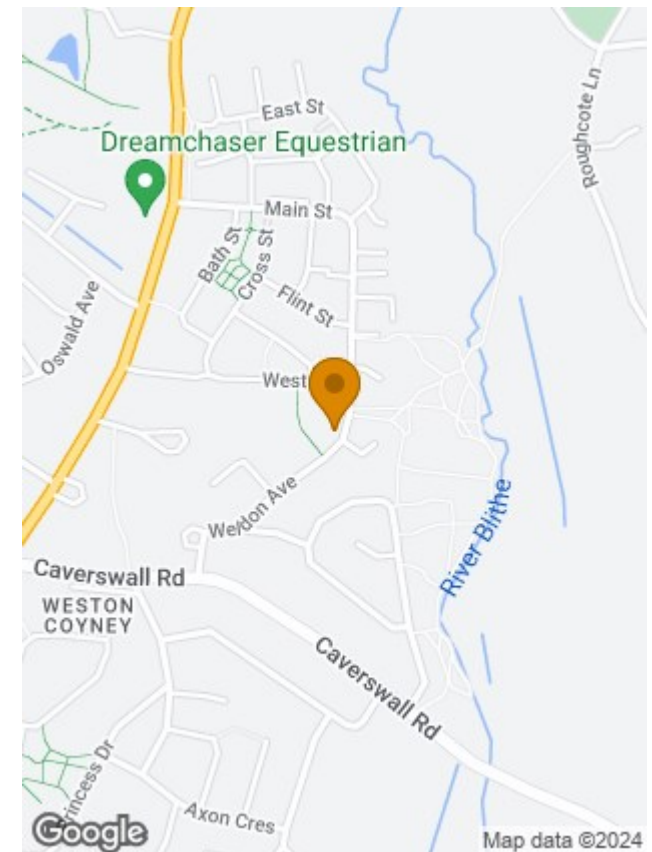 East St
Dreamchaser Equestrian
Roughcote Ln
Main St
Bath St
Cross St
Flint St
Oswald Ave
West
Weldon Ave
River Blithe
Caverswall Rd
WESTON
COYNEY
Caverswall Rd
Princess Dr
Axon Cres
Google
Map data ©2024